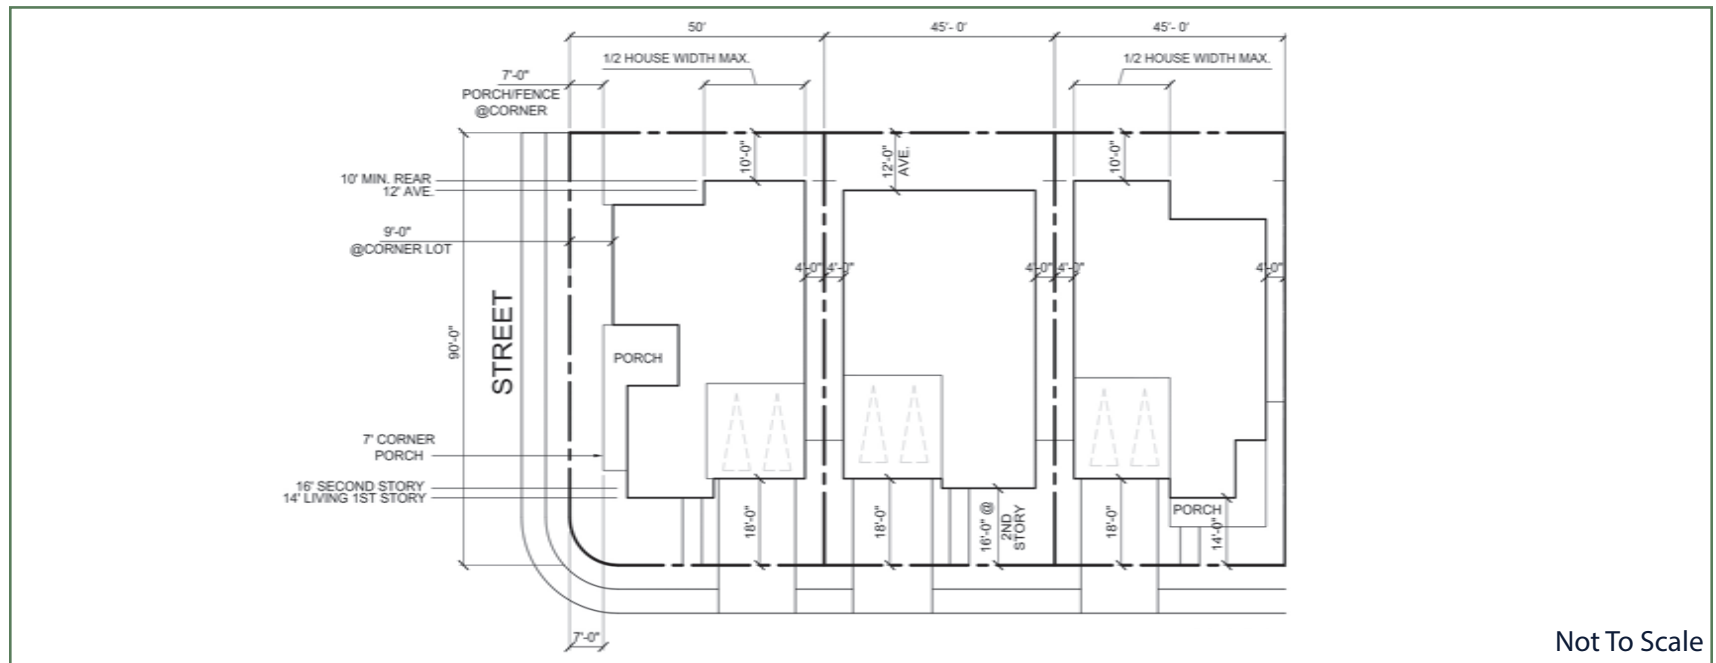 50'
45'- 0'
45'- 0'
1/2 HOUSE WIDTH MAX.
1/2 HOUSE WIDTH MAX.
7'-0"
PORCH/FENCE
@CORNER
10'-0"
12'-0"
AVE.
10'-0"
10' MIN. REAR
12' AVE.
9'-0"
@CORNER LOT
4'-0"
4'-0"
4'-0"
4'-0"
4'-0"
STREET
90'-0"
PORCH
7' CORNER
PORCH
16' SECOND STORY
14' LIVING 1ST STORY
18'-0"
18'-0"
16'-0" @
2ND
STORY
18'-0"
PORCH
14'-0"
7'-0"
Not To Scale